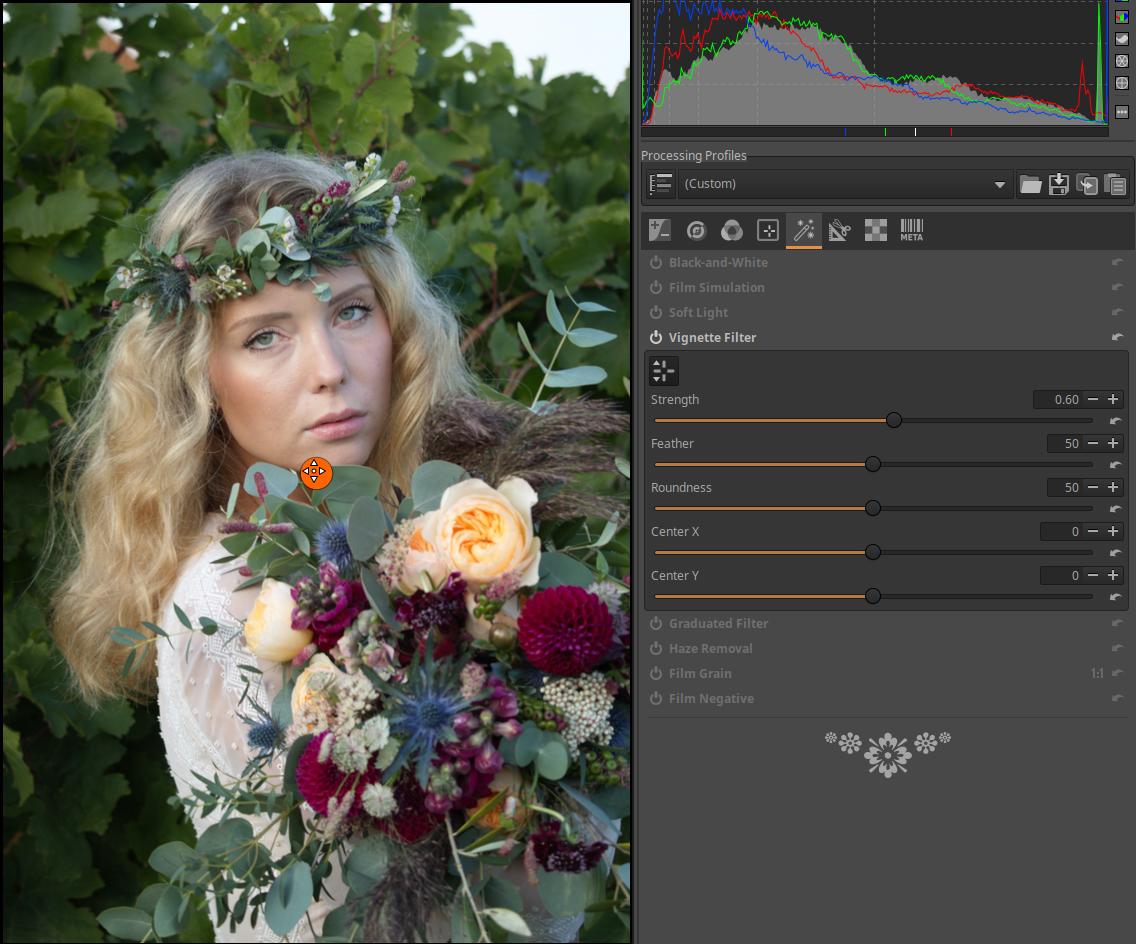 Processing Profiles
(Custom)
META
Black-and-White
Film Simulation
Soft Light
Vignette Filter
Strength 0.60
Feather 50
Roundness 50
Center X 0
Center Y 0
Graduated Filter
Haze Removal
Film Grain 1:1
Film Negative